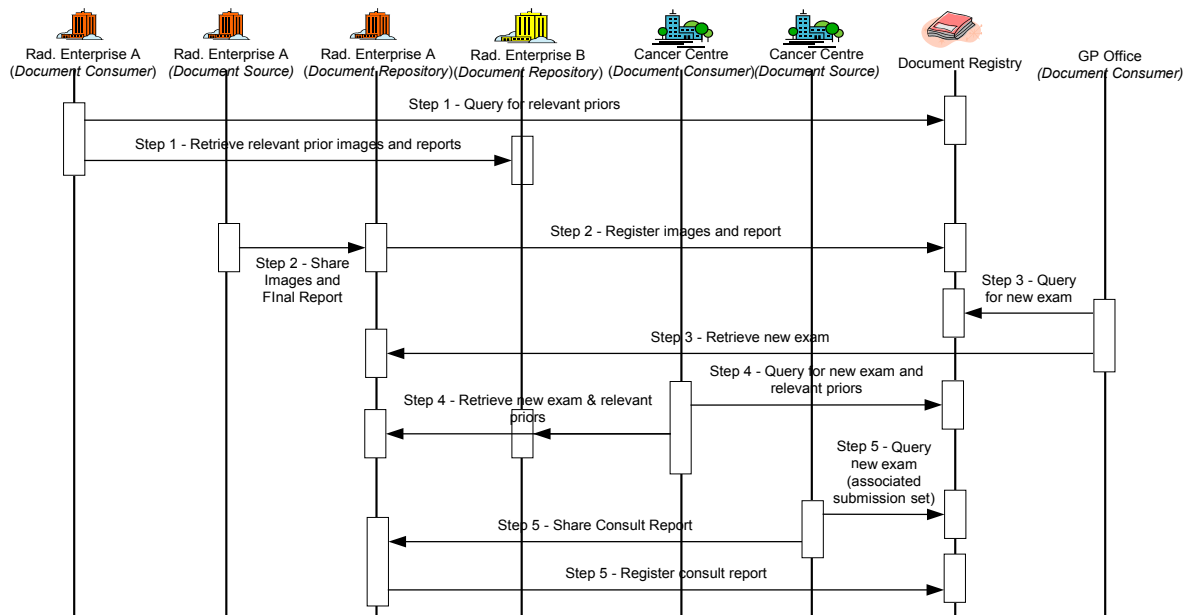 Rad. Enterprise A
(Document Consumer)
Rad. Enterprise A
(Document Source)
Rad. Enterprise A
(Document Repository)
Rad. Enterprise B
(Document Repository)
Cancer Centre
(Document Consumer)
Cancer Centre
(Document Source)
Document Registry
GP Office
(Document Consumer)
Step 1 - Query for relevant priors
Step 1 - Retrieve relevant prior images and reports
Step 2 - Register images and report
Step 2 - Share
Images and
FInal Report
Step 3 - Query
for new exam
Step 3 - Retrieve new exam
Step 4 - Query for new exam and
relevant priors
Step 4 - Retrieve new exam & relevant
priors
Step 5 - Query
new exam
(associated
submission set)
Step 5 - Share Consult Report
Step 5 - Register consult report